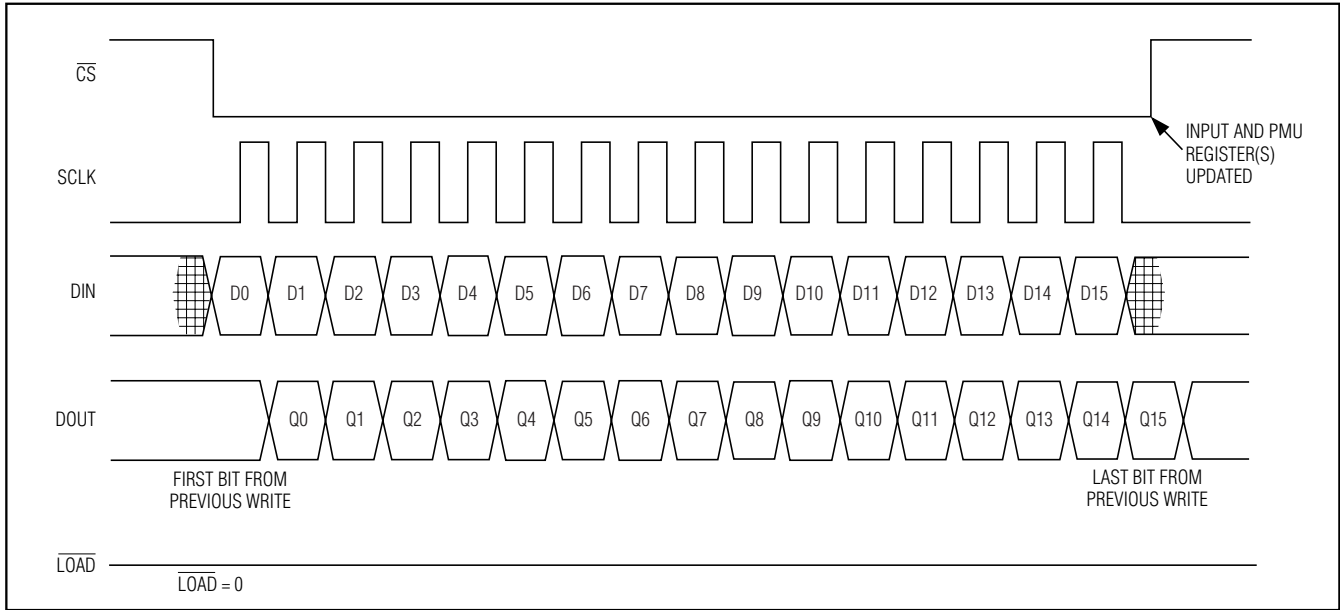 CS
INPUT AND PMU
REGISTER(S)
UPDATED
SCLK
DIN
D0 D1 D2 D3 D4 D5 D6 D7 D8 D9 D10 D11 D12 D13 D14 D15
DOUT
Q0 Q1 Q2 Q3 Q4 Q5 Q6 Q7 Q8 Q9 Q10 Q11 Q12 Q13 Q14 Q15
FIRST BIT FROM
PREVIOUS WRITE
LAST BIT FROM
PREVIOUS WRITE
LOAD
LOAD = 0